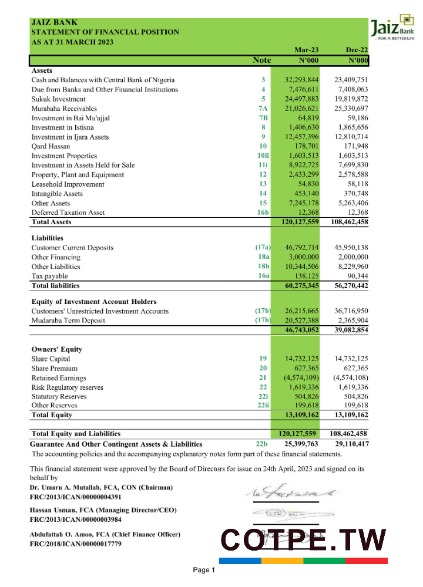 JAIZ BANK
STATEMENT OF FINANCIAL POSITION
AS AT 31 MARCH 2023
Jaiz Bank
FOR A BETTER LIFE
Mar-23 Dec-22
Note N'000 N'000
Assets
Cash and Balances with Central Bank of Nigeria 3 32,293,844 23,409,751
Due from Banks and Other Financial Institutions 4 7,476,611 7,408,063
Sukuk Investment 5 24,497,883 19,819,872
Murabaha Receivables 7A 21,026,621 25,330,697
Investment in Bai Mu'ajjal 7B 64,819 59,186
Investment in Istisna 8 1,406,630 1,865,656
Investment in Ijara Assets 9 12,457,396 12,810,714
Qard Hassan 10 178,701 171,948
Investment Properties 10ii 1,603,513 1,603,513
Investment in Assets Held for Sale 11i 8,922,725 7,699,830
Property, Plant and Equipment 12 2,433,299 2,578,588
Leasehold Improvement 13 54,830 58,118
Intangible Assets 14 453,140 370,748
Other Assets 15 7,245,178 5,263,406
Deferred Taxation Asset 16b 12,368 12,368
Total Assets 120,127,559 108,462,458
Liabilities
Customer Current Deposits (17a) 46,792,714 45,950,138
Other Financing 18a 3,000,000 2,000,000
Other Liabilities 18b 10,344,506 8,229,960
Tax payable 16a 138,125 90,344
Total liabilities 60,275,345 56,270,442
Equity of Investment Account Holders
Customers' Unrestricted Investment Accounts (17b) 26,215,665 36,716,950
Mudaraba Term Deposit (17b) 20,527,388 2,365,904
46,743,052 39,082,854
Owners' Equity
Share Capital 19 14,732,125 14,732,125
Share Premium 20 627,365 627,365
Retained Earnings 21 (4,574,109) (4,574,108)
Risk Regulatory reserves 22 1,619,336 1,619,336
Statutory Reserves 22i 504,826 504,826
Other Reserves 22ii 199,618 199,618
Total Equity 13,109,162 13,109,162
Total Equity and Liabilities 120,127,559 108,462,458
Guarantee And Other Contingent Assets & Liabilities 22b 25,399,763 29,110,417
The accounting policies and the accompanying explanatory notes form part of these financial statements.
This financial statement were approved by the Board of Directors for issue on 24th April, 2023 and signed on its
behalf by
Dr. Umaru A. Mutallab, FCA, CON (Chairman)
FRC/2013/ICAN/00000004391
Hassan Usman, FCA (Managing Director/CEO)
FRC/2013/ICAN/00000003984
Abdulfattah O. Amoo, FCA (Chief Finance Officer)
FRC/2018/ICAN/00000017779
COTPE.TW
Page 1